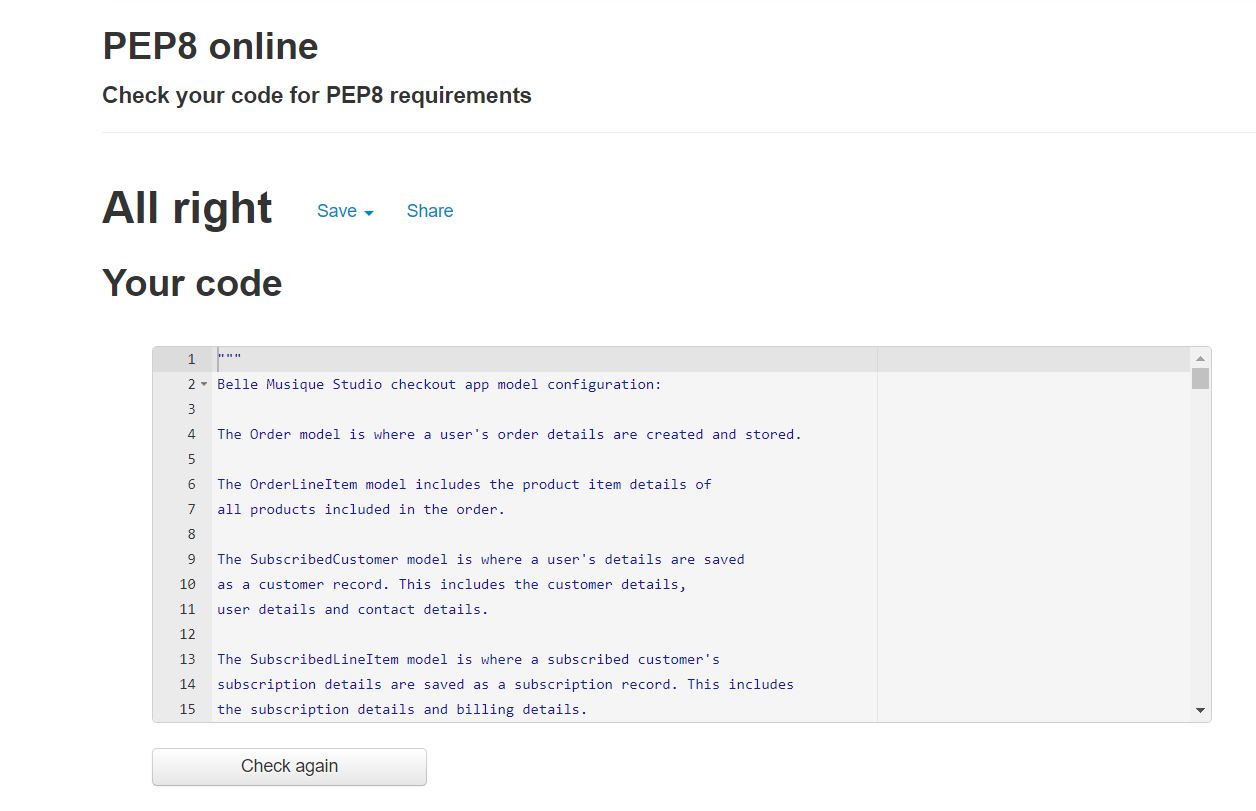 PEP8 online
Check your code for PEP8 requirements
All right Save Share
Your code
1 """
2 Belle Musique Studio checkout app model configuration:
3
4 The Order model is where a user's order details are created and stored.
5
6 The OrderLineItem model includes the product item details of
7 all products included in the order.
8
9 The SubscribedCustomer model is where a user's details are saved
10 as a customer record. This includes the customer details,
11 user details and contact details.
12
13 The SubscribedLineItem model is where a subscribed customer's
14 subscription details are saved as a subscription record. This includes
15 the subscription details and billing details.
Check again